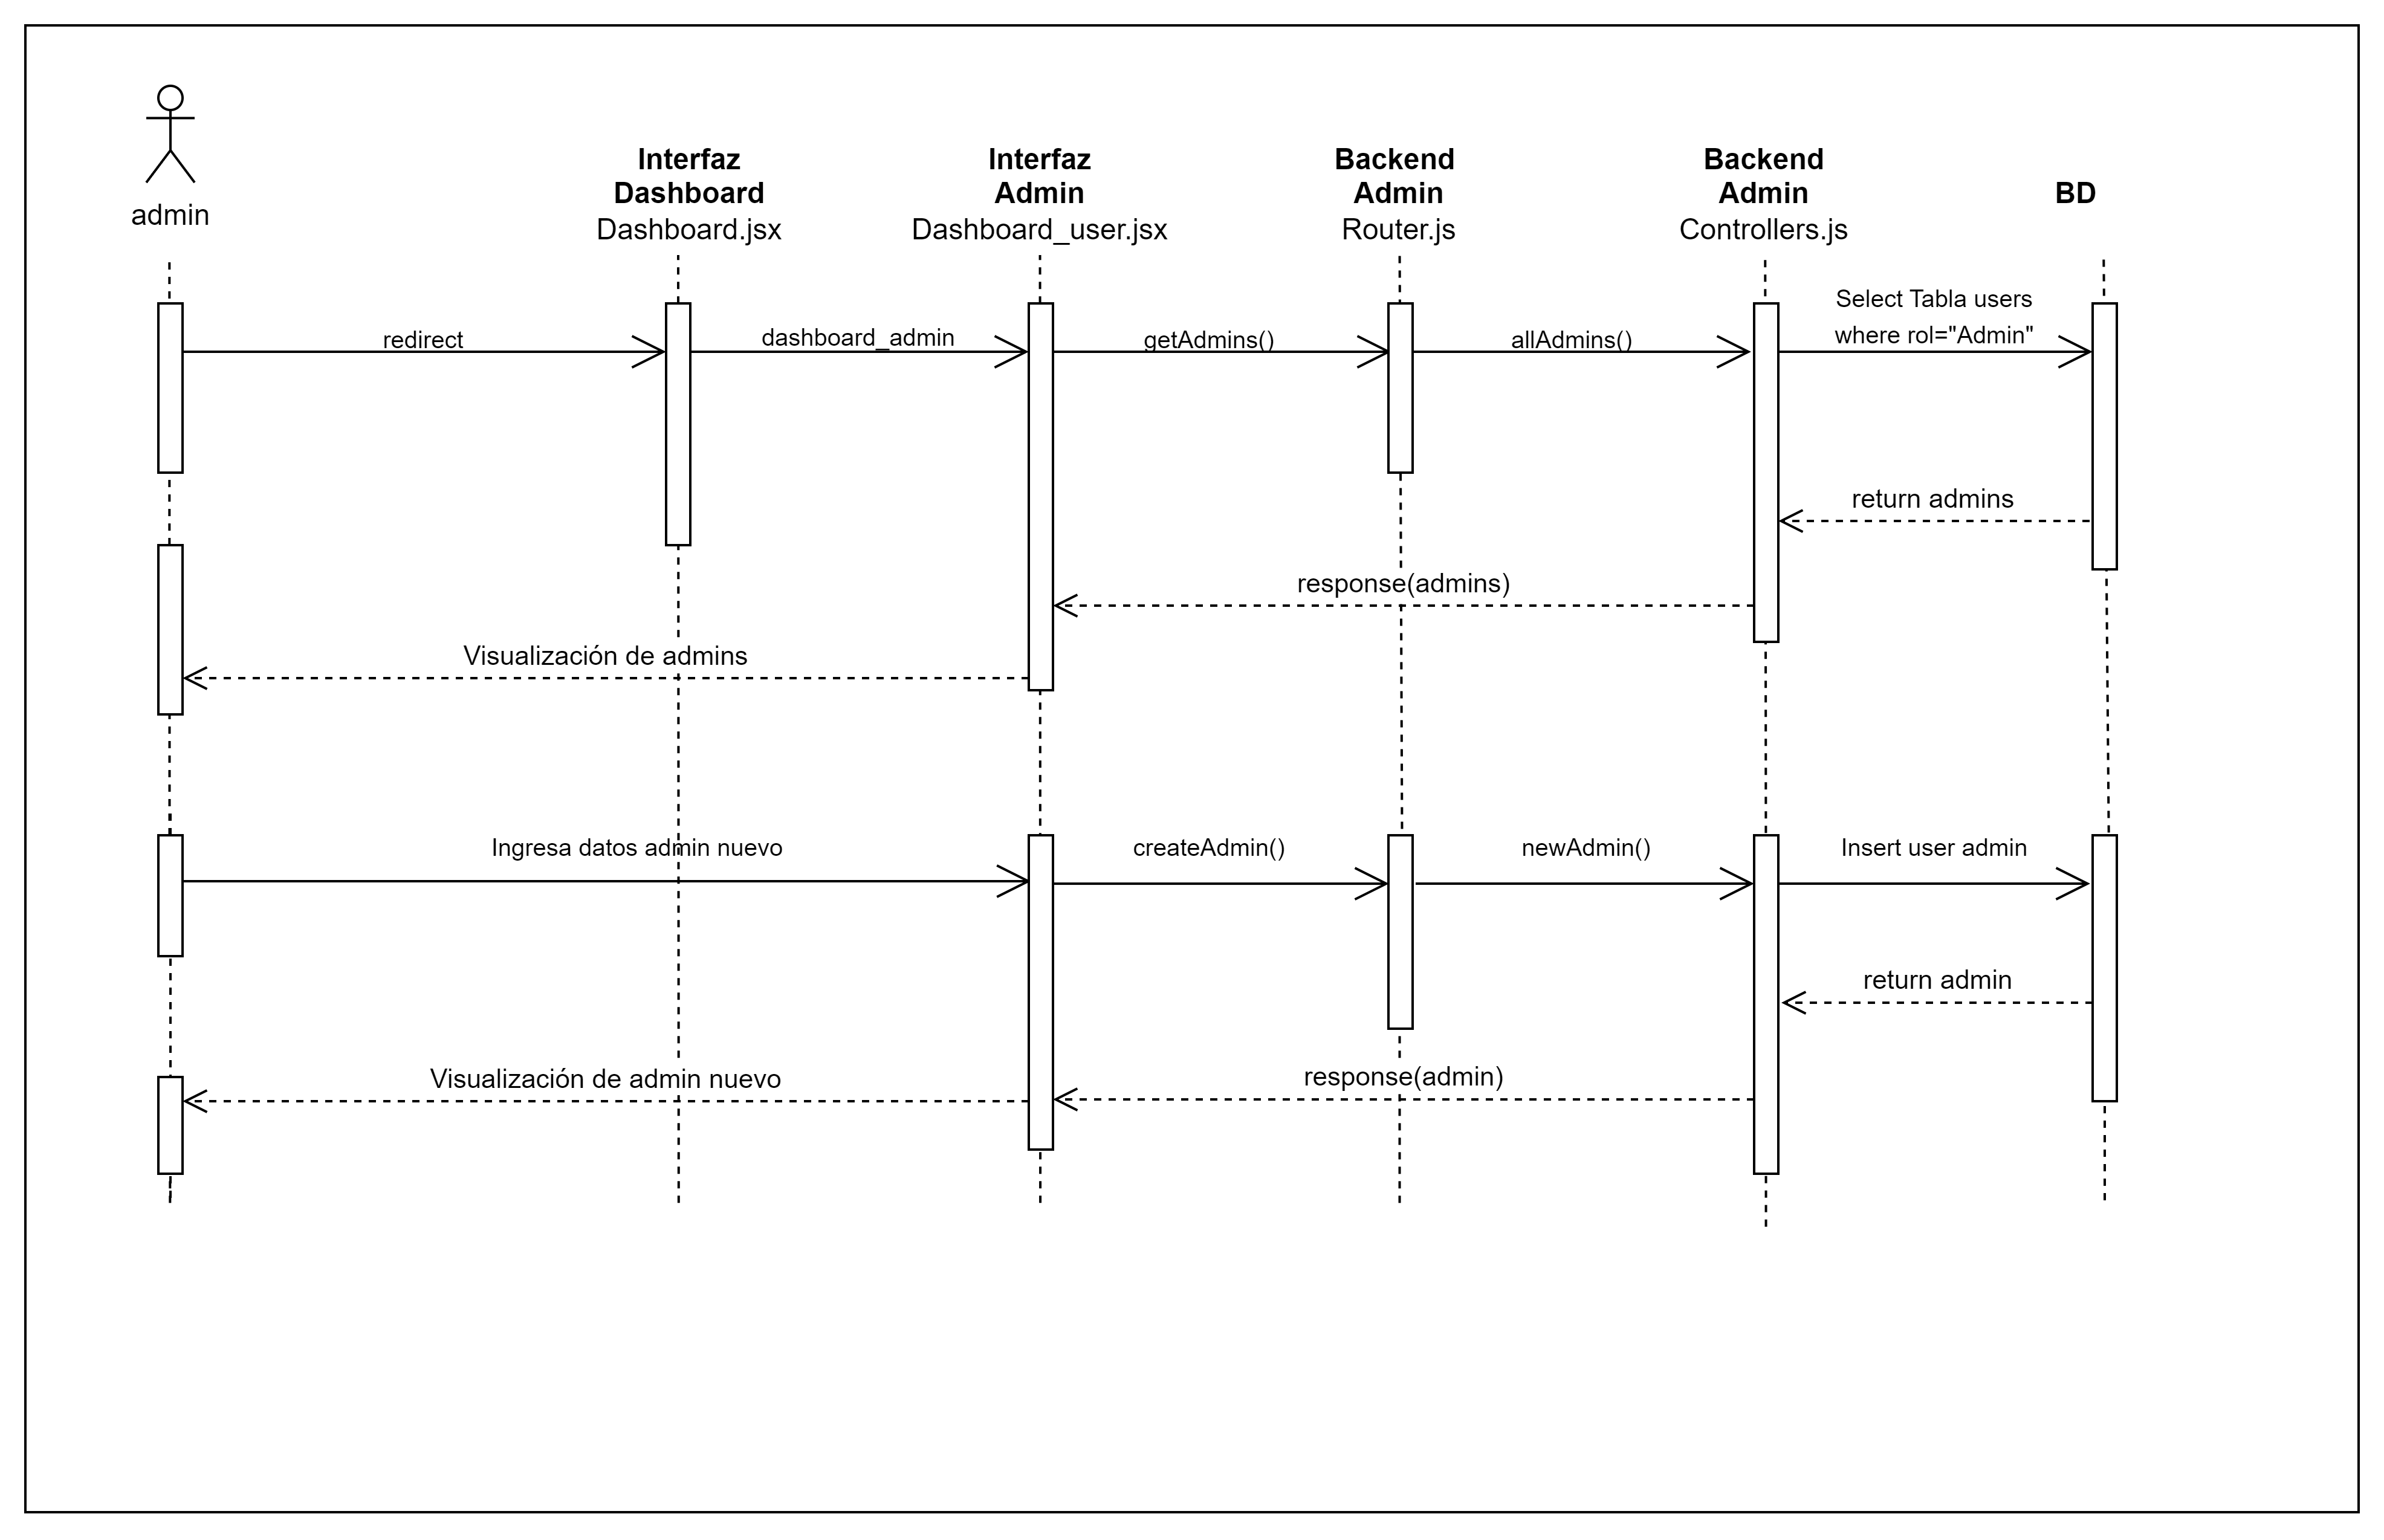 admin
Interfaz
Dashboard
Dashboard.jsx
Interfaz
Admin
Dashboard_user.jsx
Backend
Admin
Router.js
Backend
Admin
Controllers.js
BD
redirect
dashboard_admin
getAdmins()
allAdmins()
Select Tabla users
where rol="Admin"
return admins
response(admins)
Visualización de admins
Ingresa datos admin nuevo
createAdmin()
newAdmin()
Insert user admin
return admin
response(admin)
Visualización de admin nuevo